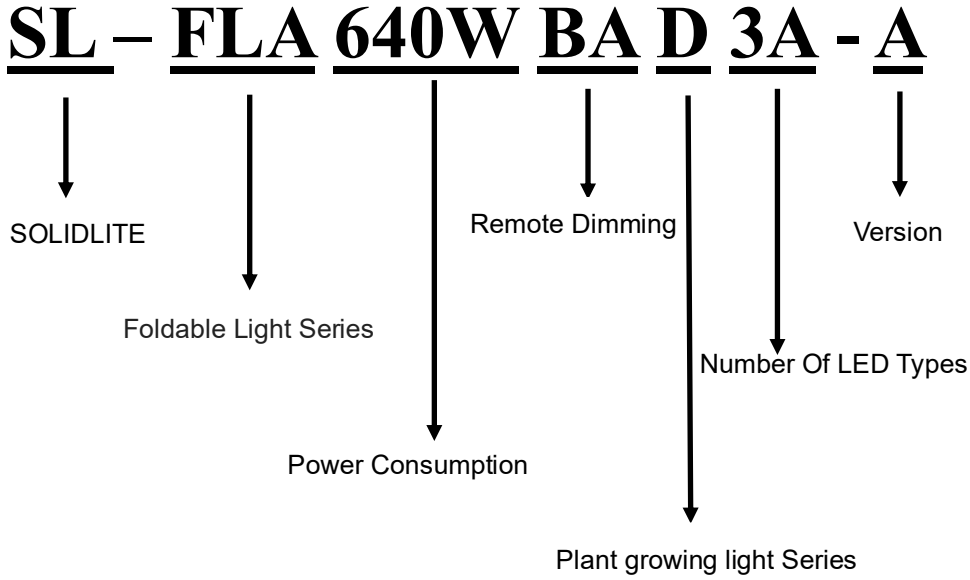 SL – FLA 640W BA D 3A - A
Remote Dimming
SOLIDLITE
Version
Foldable Light Series
Number Of LED Types
Power Consumption
Plant growing light Series